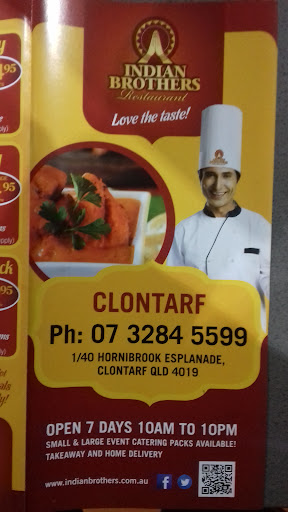 INDIAN
BROTHERS
Restaurant
Love the taste!
CLONTARF
Ph: 07 3284 5599
1/40 HORNIBROOK ESPLANADE,
CLONTARF QLD 4019
OPEN 7 DAYS 10AM TO 10PM
SMALL & LARGE EVENT CATERING PACKS AVAILABLE!
TAKEAWAY AND HOME DELIVERY
www.indianbrothers.com.au